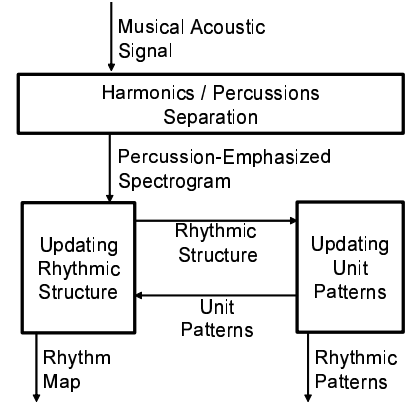 Musical Acoustic
Signal
Harmonics / Percussions
Separation
Percussion-Emphasized
Spectrogram
Updating
Rhythmic
Structure
Rhythmic
Structure
Unit
Patterns
Updating
Unit
Patterns
Rhythm
Map
Rhythmic
Patterns